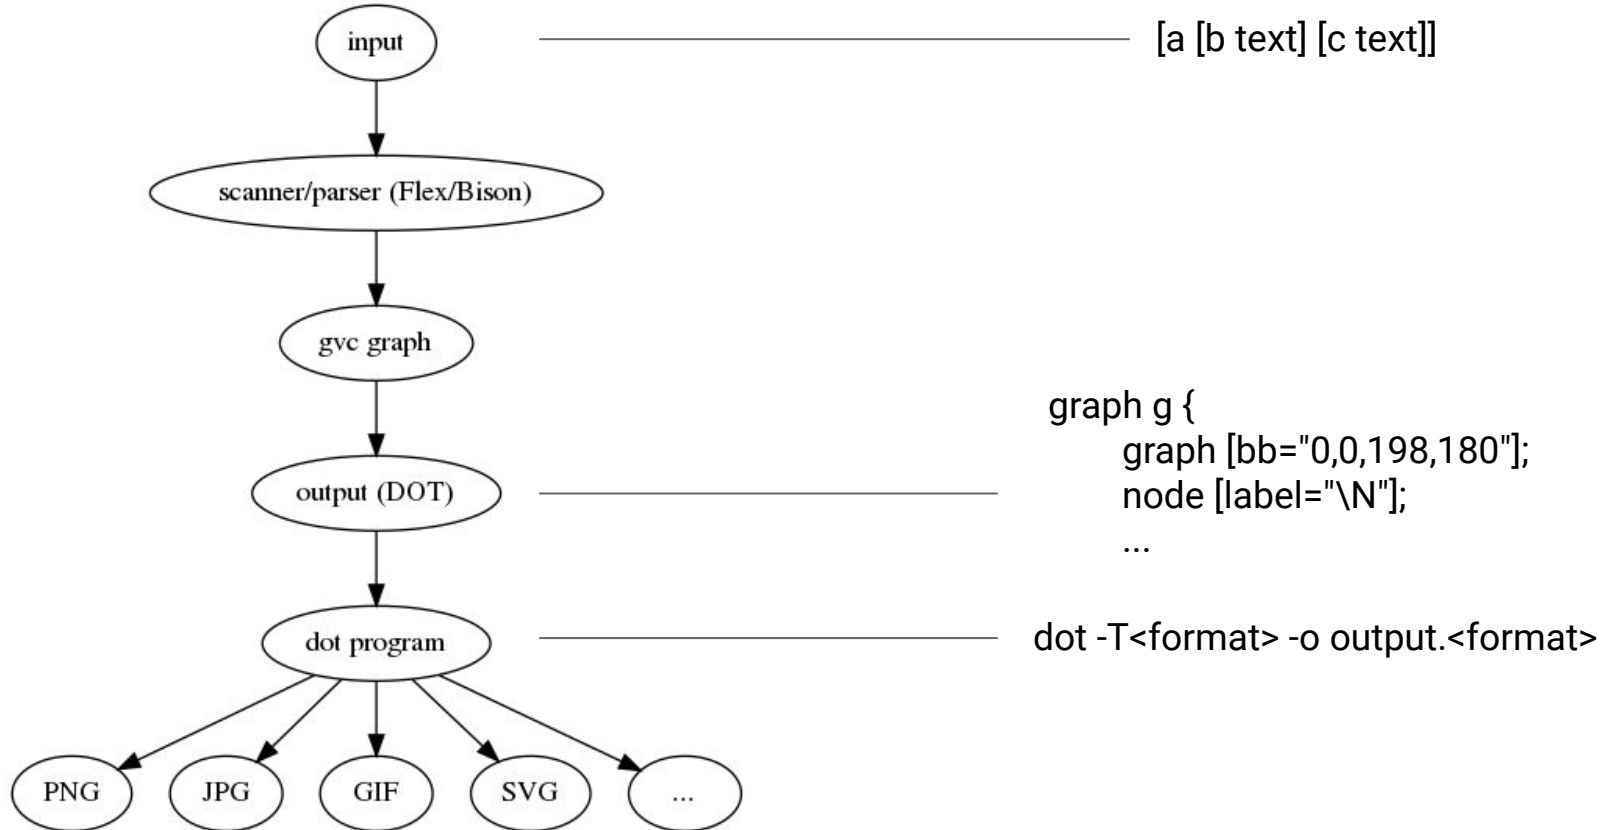 input
[a [b text] [c text]]
scanner/parser (Flex/Bison)
gvc graph
output (DOT)
graph g {
graph [bb="0,0,198,180"];
node [label="\N"];
...
dot program
dot -T<format> -o output.<format>
PNG
JPG
GIF
SVG
...